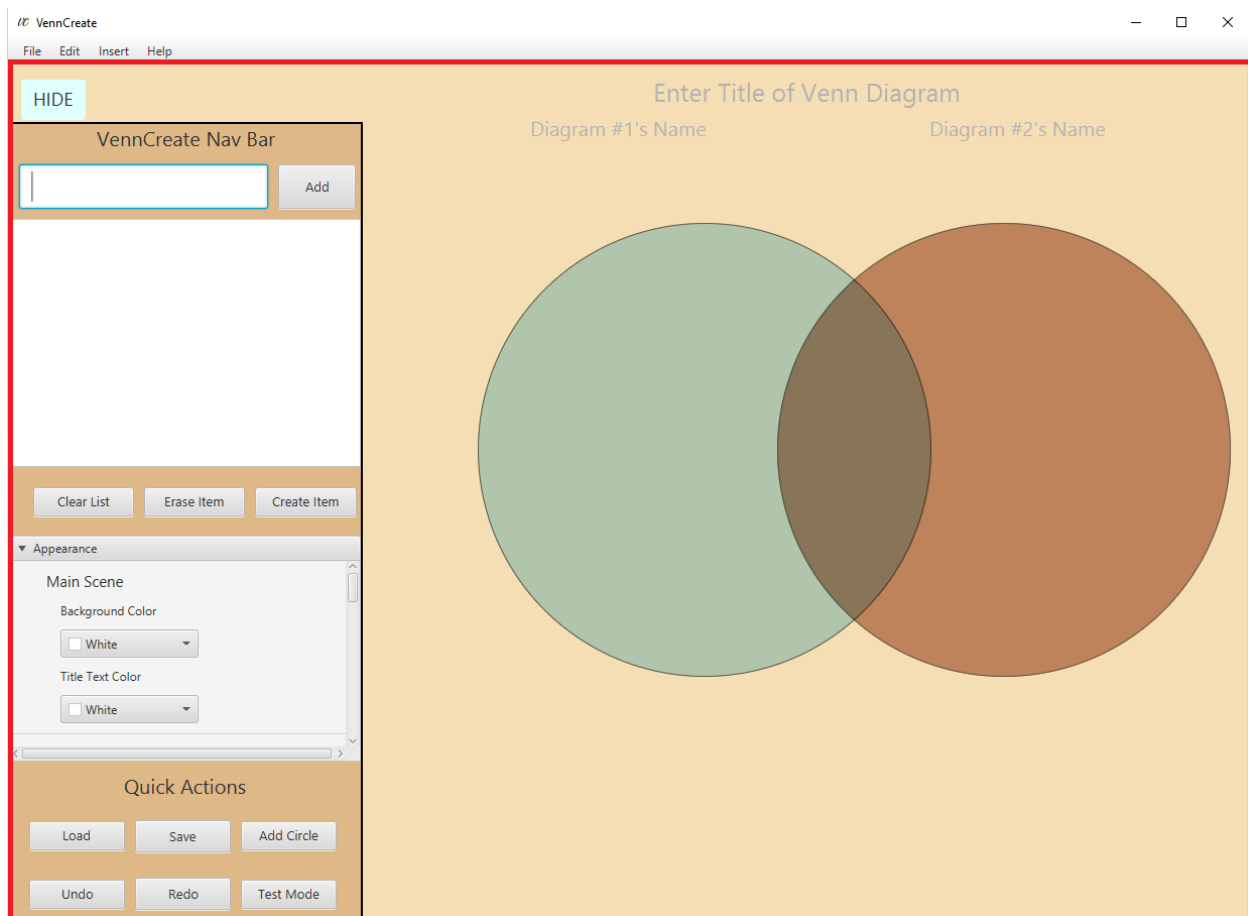 VC VennCreate
File Edit Insert Help
HIDE
Enter Title of Venn Diagram
Diagram #1's Name Diagram #2's Name
VennCreate Nav Bar
Add
Clear List Erase Item Create Item
Appearance
Main Scene
Background Color
White
Title Text Color
White
Quick Actions
Load Save Add Circle
Undo Redo Test Mode